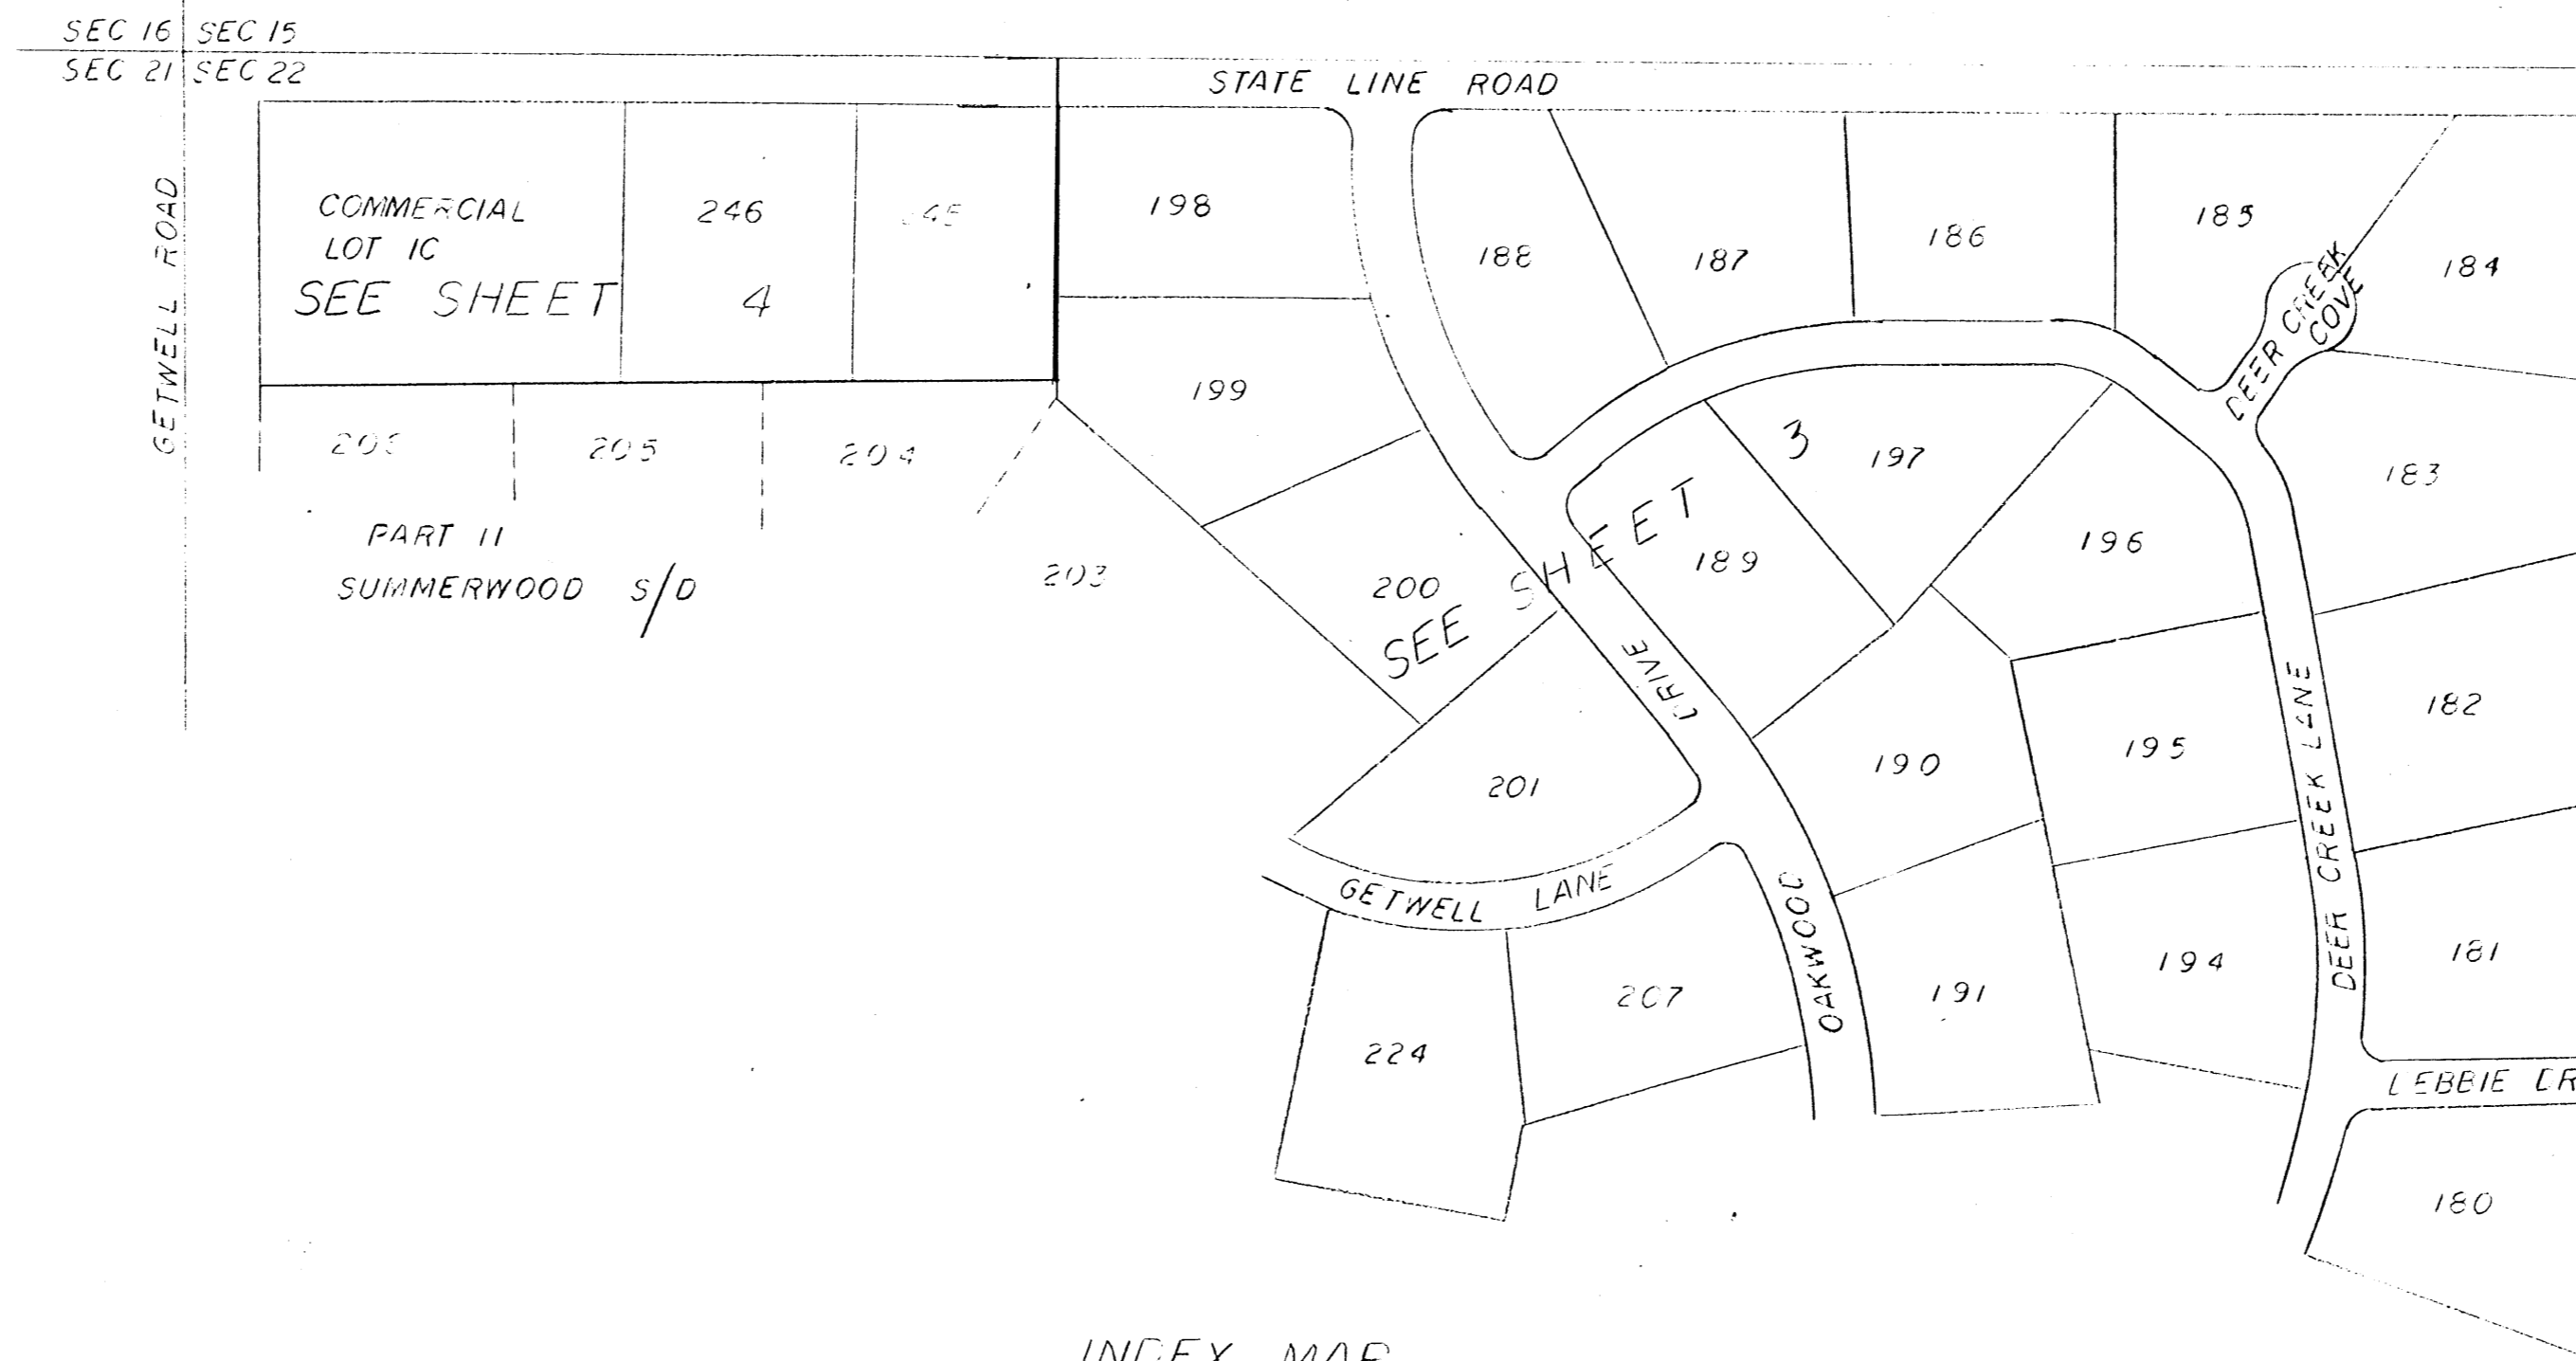 SEC 16 SEC 15
SEC 21 SEC 22
STATE LINE ROAD
GETWELL ROAD
COMMERCIAL
LOT 1C
SEE SHEET 4
246
198
188
187
186
185
184
DEER CREEK
COVE
199
205
204
203
PART II
SUMMERWOOD S/D
200
SEE SHEET 3
197
189
196
183
182
195
190
201
DRIVE
OAKWOOD
GETWELL LANE
DEER CREEK LANE
207
224
191
194
181
180
INDEX MAP